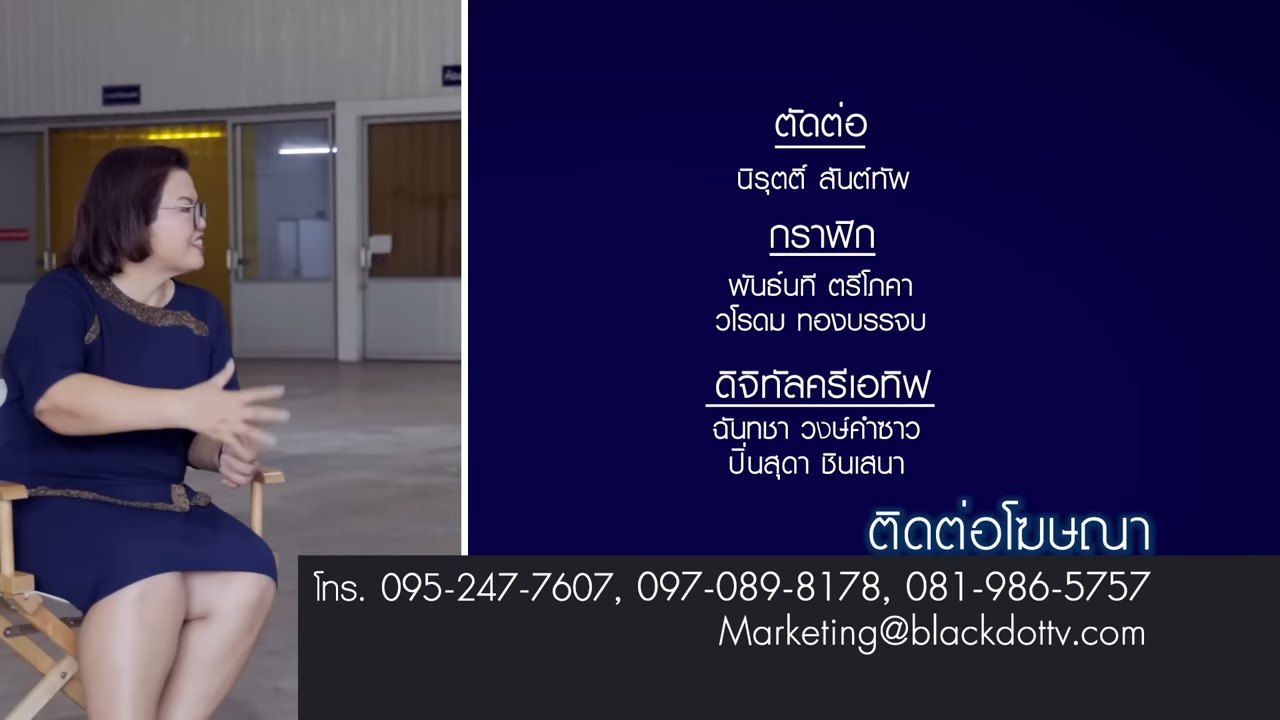 ตัดต่อ
นิรุตติ์ สันต์ทัพ
กราฟิก
พันธ์นที ตรีโภคา
วโรดม ทองบรรจบ
ดิจิทัลครีเอทิฟ
ฉันทชา วงษ์คำซาว
ปิ่นสุดา ชินเสนา
ติดต่อโฆษณา
โทร. 095-247-7607, 097-089-8178, 081-986-5757
Marketing@blackdottv.com